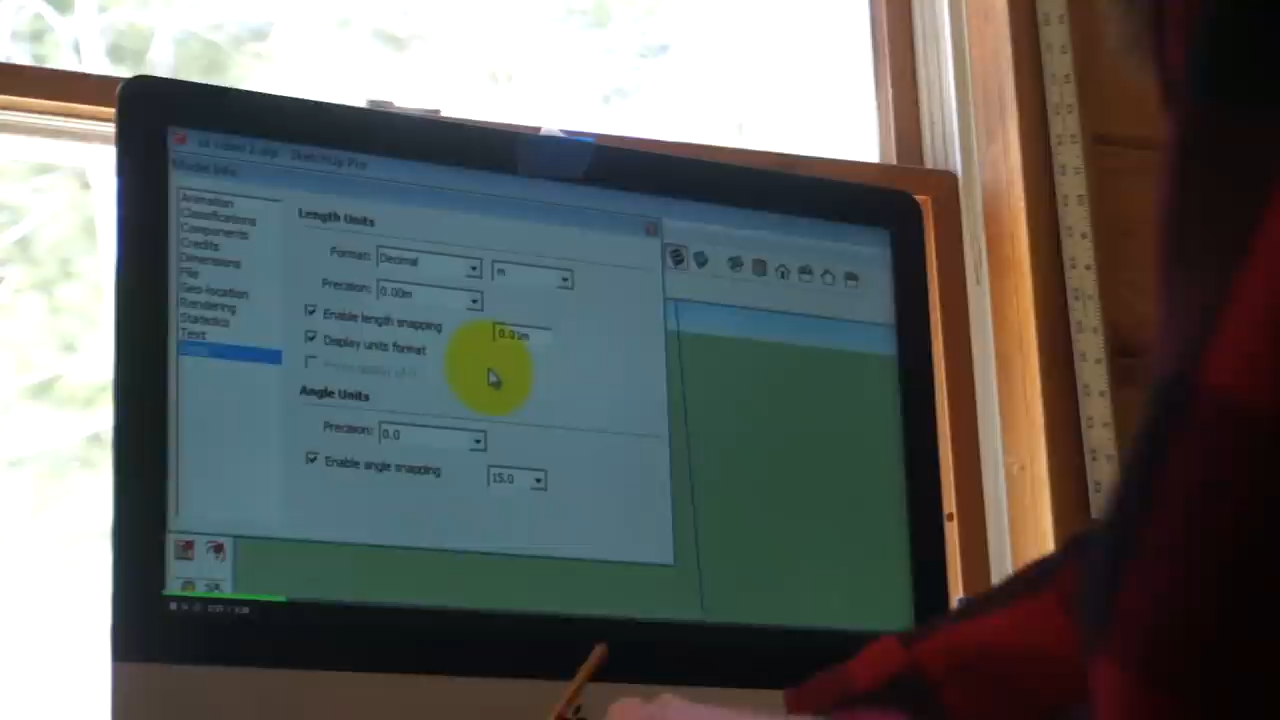 SketchUp Pro
Model Info
Animation
Classifications
Components
Credits
Dimensions
File
Geo-location
Rendering
Statistics
Text
Length Units
Format: Decimal m
Precision: 0.00m
Enable length snapping 0.01m
Display units format
Angle Units
Precision: 0.0
Enable angle snapping 15.0